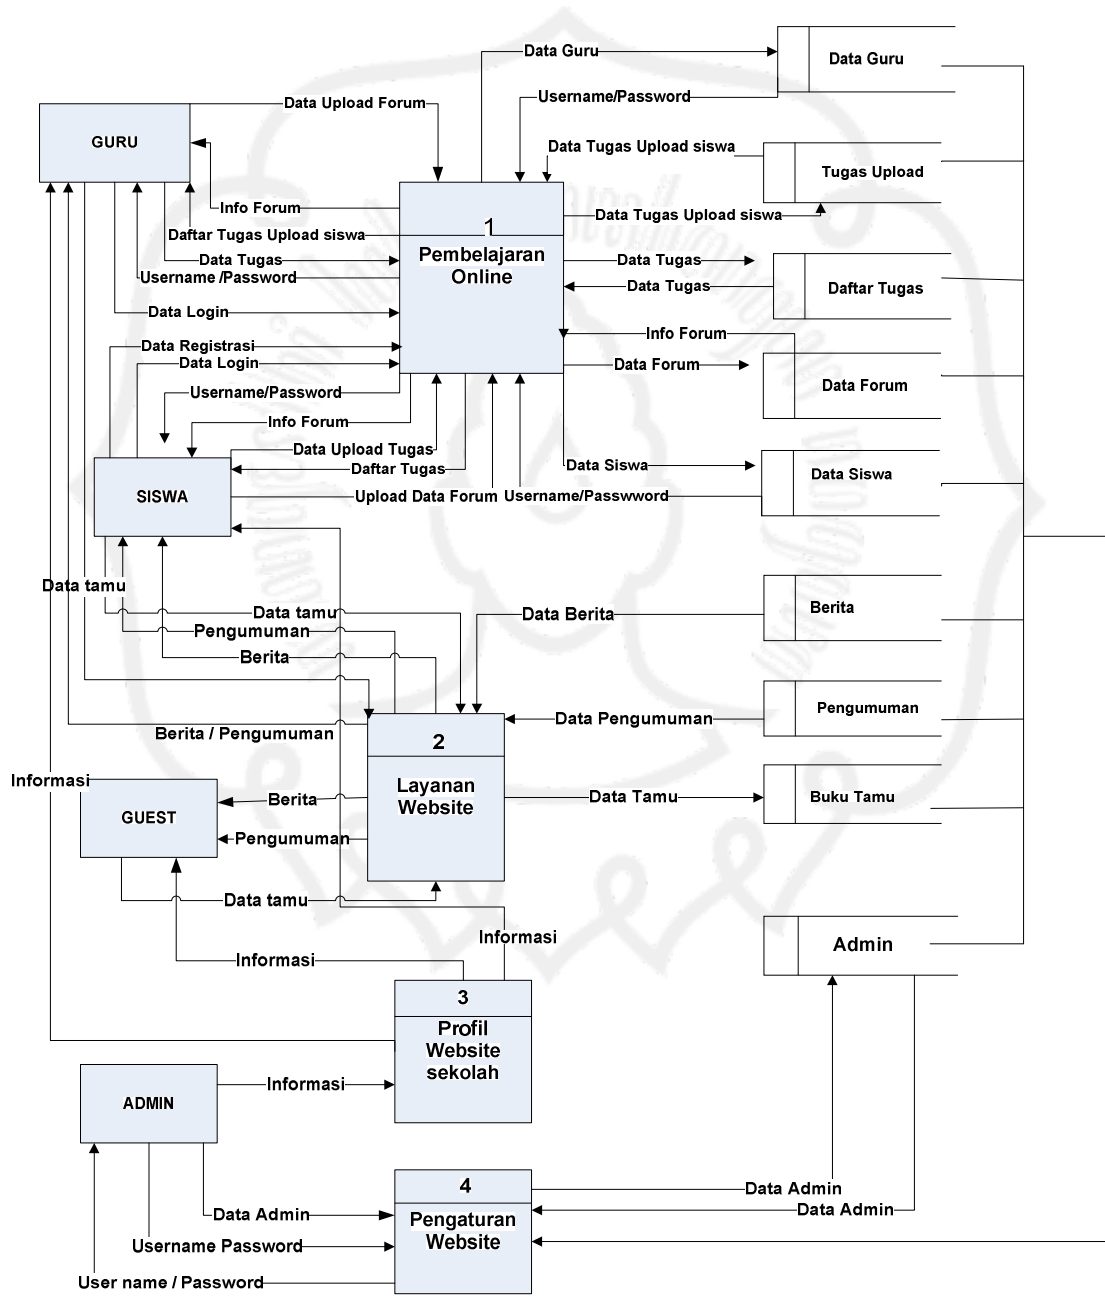 Data Guru
Data Guru
Username/Password
Data Upload Forum
GURU
Data Tugas Upload siswa
Tugas Upload
Info Forum
Data Tugas Upload siswa
1
Pembelajaran
Online
Daftar Tugas Upload siswa
Data Tugas
Data Tugas
Username /Password
Data Tugas
Daftar Tugas
Data Login
Info Forum
Data Registrasi
Data Login
Data Forum
Data Forum
Username/Password
Info Forum
Data Upload Tugas
Daftar Tugas
Data Siswa
Data Siswa
SISWA
Upload Data Forum
Username/Passwword
Data tamu
Data tamu
Data Berita
Berita
Pengumuman
Berita
Data Pengumuman
Pengumuman
Berita / Pengumuman
2
Layanan
Website
Informasi
Berita
Data Tamu
Buku Tamu
GUEST
Pengumuman
Data tamu
Informasi
Admin
Informasi
3
Profil
Website
sekolah
Informasi
ADMIN
4
Pengaturan
Website
Data Admin
Data Admin
Data Admin
Username Password
User name / Password